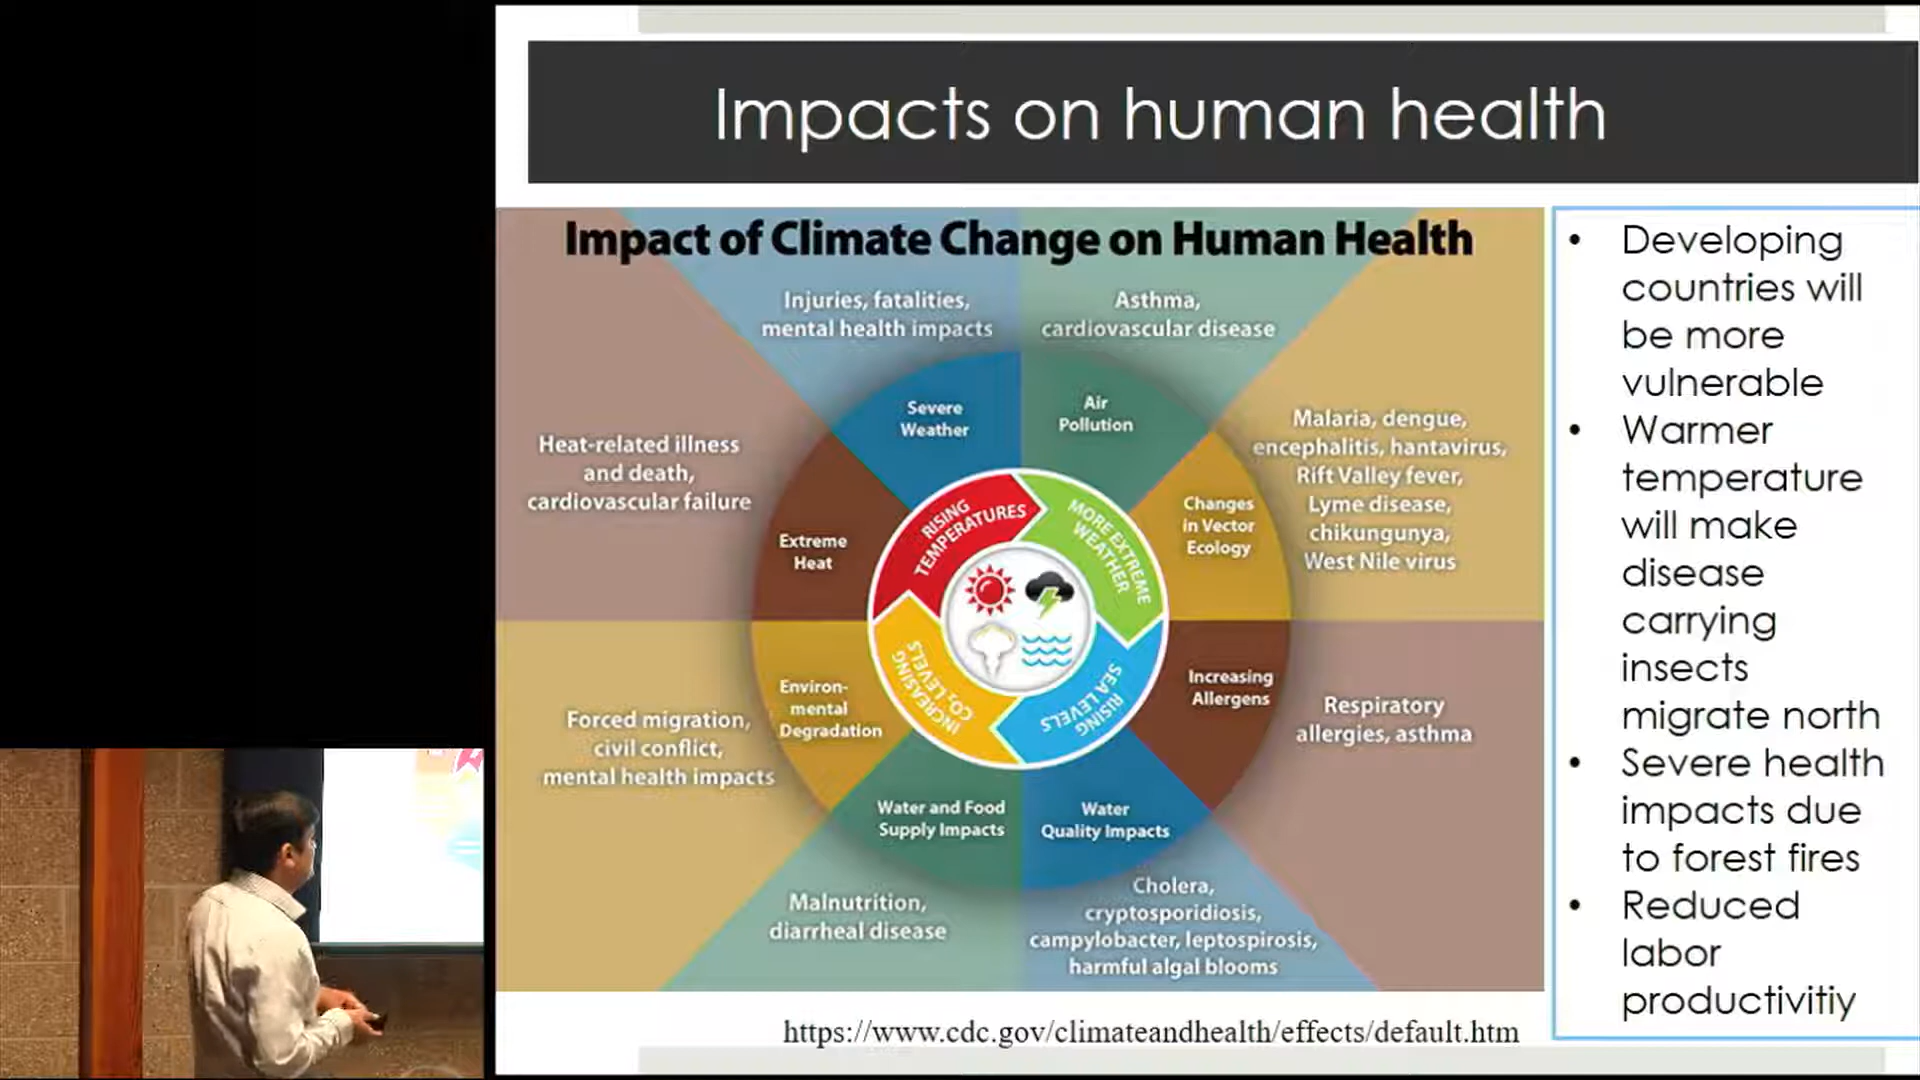 Impacts on human health
Impact of Climate Change on Human Health
Injuries, fatalities,
mental health impacts
Asthma,
cardiovascular disease
Severe
Weather
Air
Pollution
Heat-related illness
and death,
cardiovascular failure
Extreme
Heat
Malaria, dengue,
encephalitis, hantavirus,
Rift Valley fever,
Lyme disease,
chikungunya,
West Nile virus
Changes
in Vector
Ecology
RISING
TEMPERATURES
MORE EXTREME
WEATHER
INCREASING
CO₂ LEVELS
RISING
SEA LEVELS
Forced migration,
civil conflict,
mental health impacts
Environ-
mental
Degradation
Increasing
Allergens
Respiratory
allergies, asthma
Water and Food
Supply Impacts
Water
Quality Impacts
Malnutrition,
diarrheal disease
Cholera,
cryptosporidiosis,
campylobacter, leptospirosis,
harmful algal blooms
https://www.cdc.gov/climateandhealth/effects/default.htm
• Developing
countries will
be more
vulnerable
• Warmer
temperature
will make
disease
carrying
insects
migrate north
• Severe health
impacts due
to forest fires
• Reduced
labor
productivitiy